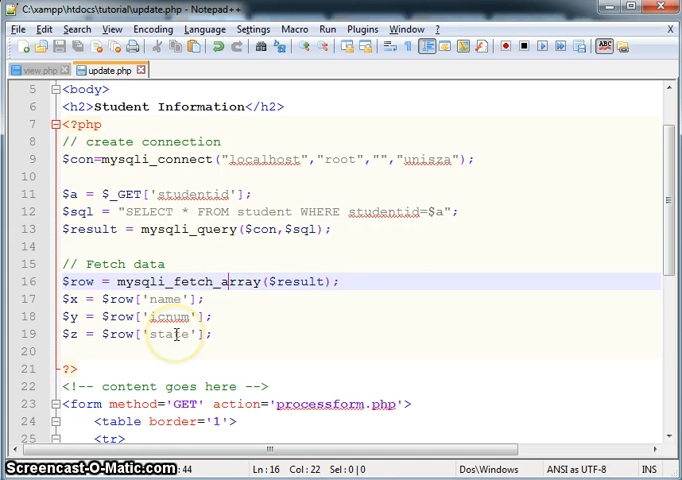 C:\xampp\htdocs\tutorial\update.php - Notepad++
File Edit Search View Encoding Language Settings Macro Run Plugins Window ? X
view.php update.php
5 <body>
6 <h2>Student Information</h2>
7 <?php
8 // create connection
9 $con=mysqli_connect("localhost","root","","unisza");
10
11 $a = $_GET['studentid'];
12 $sql = "SELECT * FROM student WHERE studentid=$a";
13 $result = mysqli_query($con,$sql);
14
15 // Fetch data
16 $row = mysqli_fetch_array($result);
17 $x = $row['name'];
18 $y = $row['icnum'];
19 $z = $row['state'];
20
21 ?>
22 <!-- content goes here -->
23 <form method='GET' action='processform.php'>
24 <table border='1'>
25 <tr>
Screencast-O-Matic.com : 44 Ln : 16 Col : 22 Sel : 0 | 0 Dos\Windows ANSI as UTF-8 INS